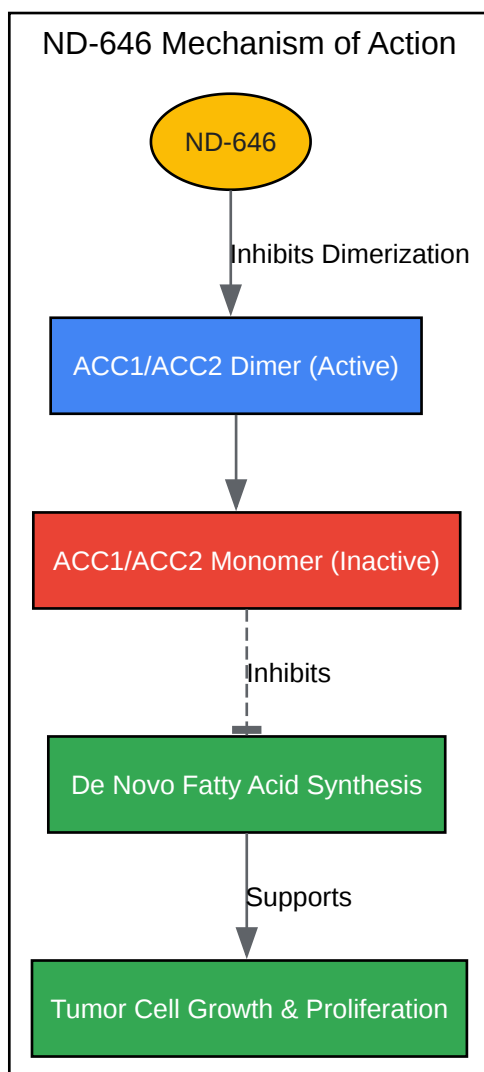 ND-646 Mechanism of Action
ND-646
Inhibits Dimerization
ACC1/ACC2 Dimer (Active)
ACC1/ACC2 Monomer (Inactive)
Inhibits
De Novo Fatty Acid Synthesis
Supports
Tumor Cell Growth & Proliferation